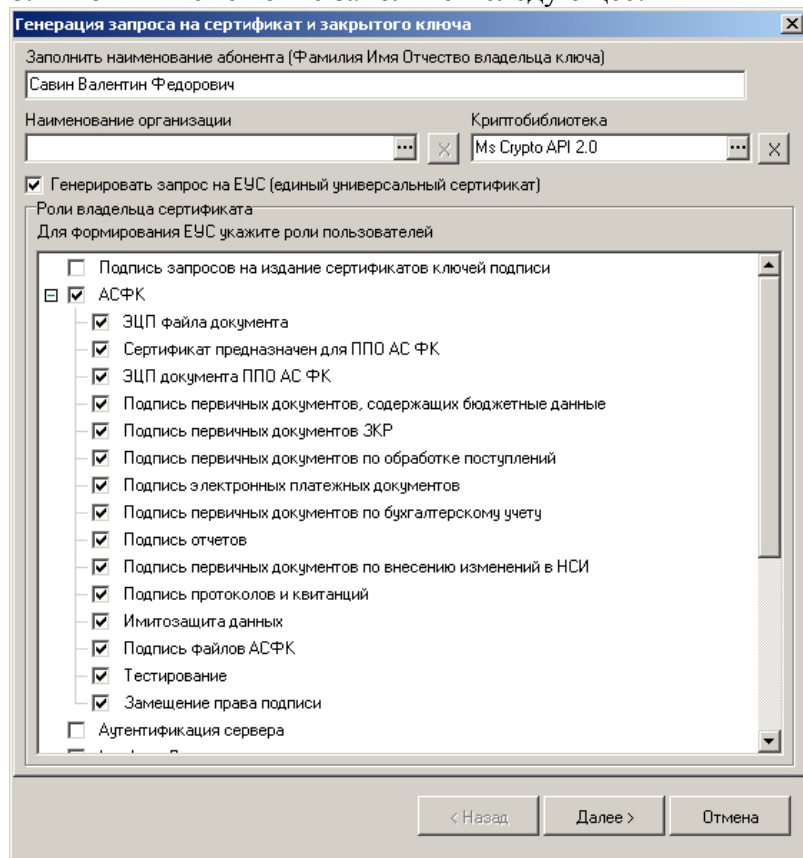 Генерация запроса на сертификат и закрытого ключа
Заполнить наименование абонента (Фамилия Имя Отчество владельца ключа)
Савин Валентин Федорович
Наименование организации
Криптобиблиотека
Ms Crypto API 2.0
Генерировать запрос на ЕУС (единый универсальный сертификат)
Роли владельца сертификата
Для формирования ЕУС укажите роли пользователей
Подпись запросов на издание сертификатов ключей подписи
АСФК
ЭЦП файла документа
Сертификат предназначен для ППО АС ФК
ЭЦП документа ППО АС ФК
Подпись первичных документов, содержащих бюджетные данные
Подпись первичных документов ЗКР
Подпись первичных документов по обработке поступлений
Подпись электронных платежных документов
Подпись первичных документов по бухгалтерскому учету
Подпись отчетов
Подпись первичных документов по внесению изменений в НСИ
Подпись протоколов и квитанций
Имитозащита данных
Подпись файлов АСФК
Тестирование
Замещение права подписи
Аутентификация сервера
< Назад
Далее >
Отмена